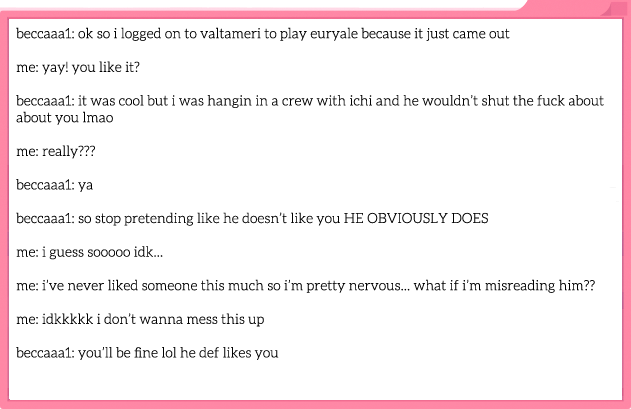 beccaaa1: ok so i logged on to valtameri to play euryale because it just came out
me: yay! you like it?
beccaaa1: it was cool but i was hangin in a crew with ichi and he wouldn't shut the fuck about
about you lmao
me: really???
beccaaa1: ya
beccaaa1: so stop pretending like he doesn't like you HE OBVIOUSLY DOES
me: i guess sooooo idk...
me: i've never liked someone this much so i'm pretty nervous... what if i'm misreading him??
me: idkkkkk i don't wanna mess this up
beccaaa1: you'll be fine lol he def likes you